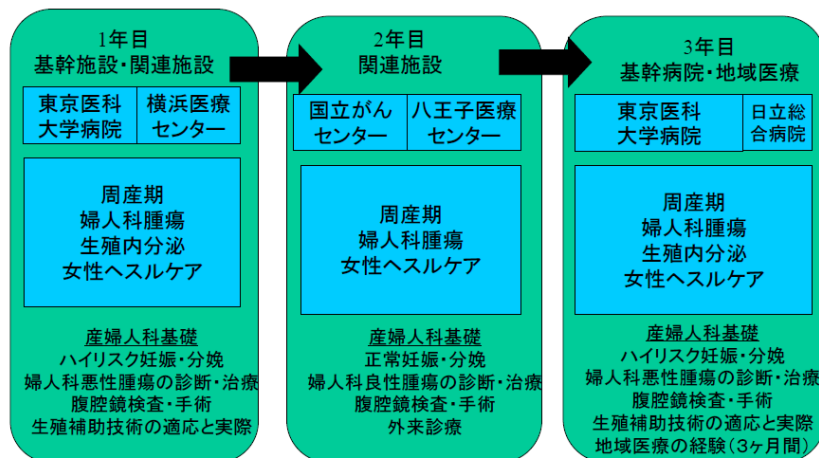 1年目
基幹施設・関連施設
東京医科
大学病院
横浜医療
センター
周産期
婦人科腫瘍
生殖内分泌
女性ヘスルケア
産婦人科基礎
ハイリスク妊娠・分娩
婦人科悪性腫瘍の診断・治療
腹腔鏡検査・手術
生殖補助技術の適応と実際
2年目
関連施設
国立がん
センター
八王子医療
センター
周産期
婦人科腫瘍
女性ヘスルケア
産婦人科基礎
正常妊娠・分娩
婦人科良性腫瘍の診断・治療
腹腔鏡検査・手術
外来診療
3年目
基幹病院・地域医療
東京医科
大学病院
日立総
合病院
周産期
婦人科腫瘍
生殖内分泌
女性ヘスルケア
産婦人科基礎
ハイリスク妊娠・分娩
婦人科悪性腫瘍の診断・治療
腹腔鏡検査・手術
生殖補助技術の適応と実際
地域医療の経験(3ヶ月間)